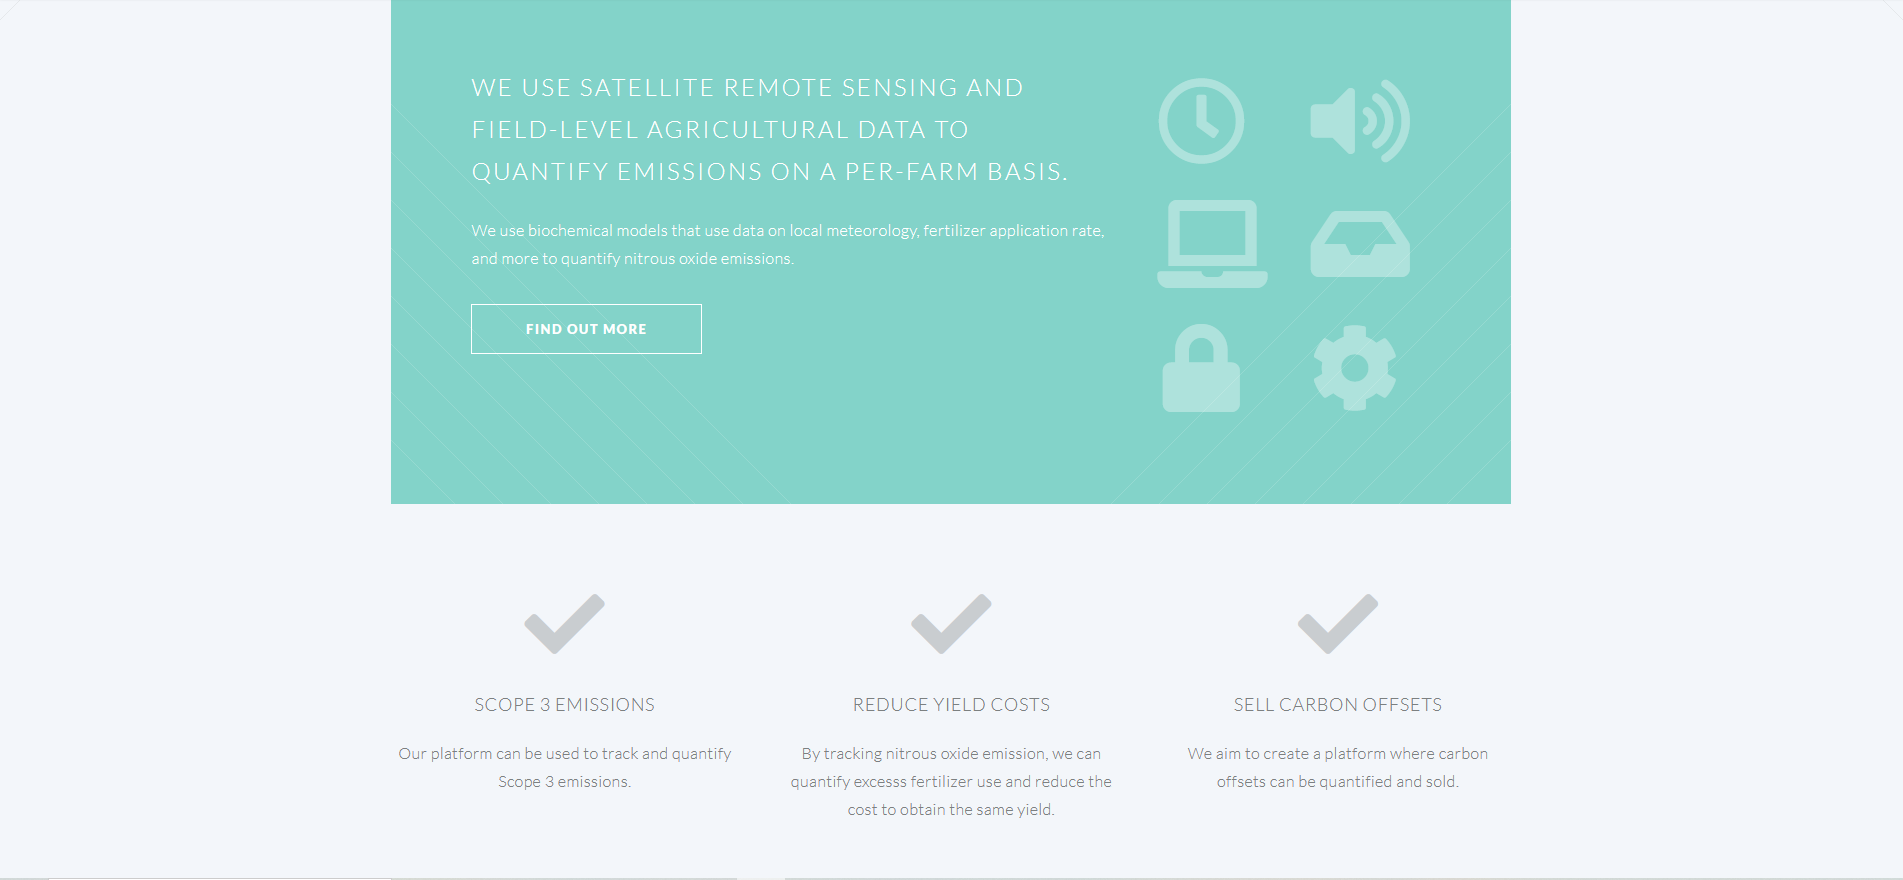 WE USE SATELLITE REMOTE SENSING AND
FIELD-LEVEL AGRICULTURAL DATA TO
QUANTIFY EMISSIONS ON A PER-FARM BASIS.
We use biochemical models that use data on local meteorology, fertilizer application rate,
and more to quantify nitrous oxide emissions.
FIND OUT MORE
SCOPE 3 EMISSIONS
Our platform can be used to track and quantify
Scope 3 emissions.
REDUCE YIELD COSTS
By tracking nitrous oxide emission, we can
quantify excesss fertilizer use and reduce the
cost to obtain the same yield.
SELL CARBON OFFSETS
We aim to create a platform where carbon
offsets can be quantified and sold.